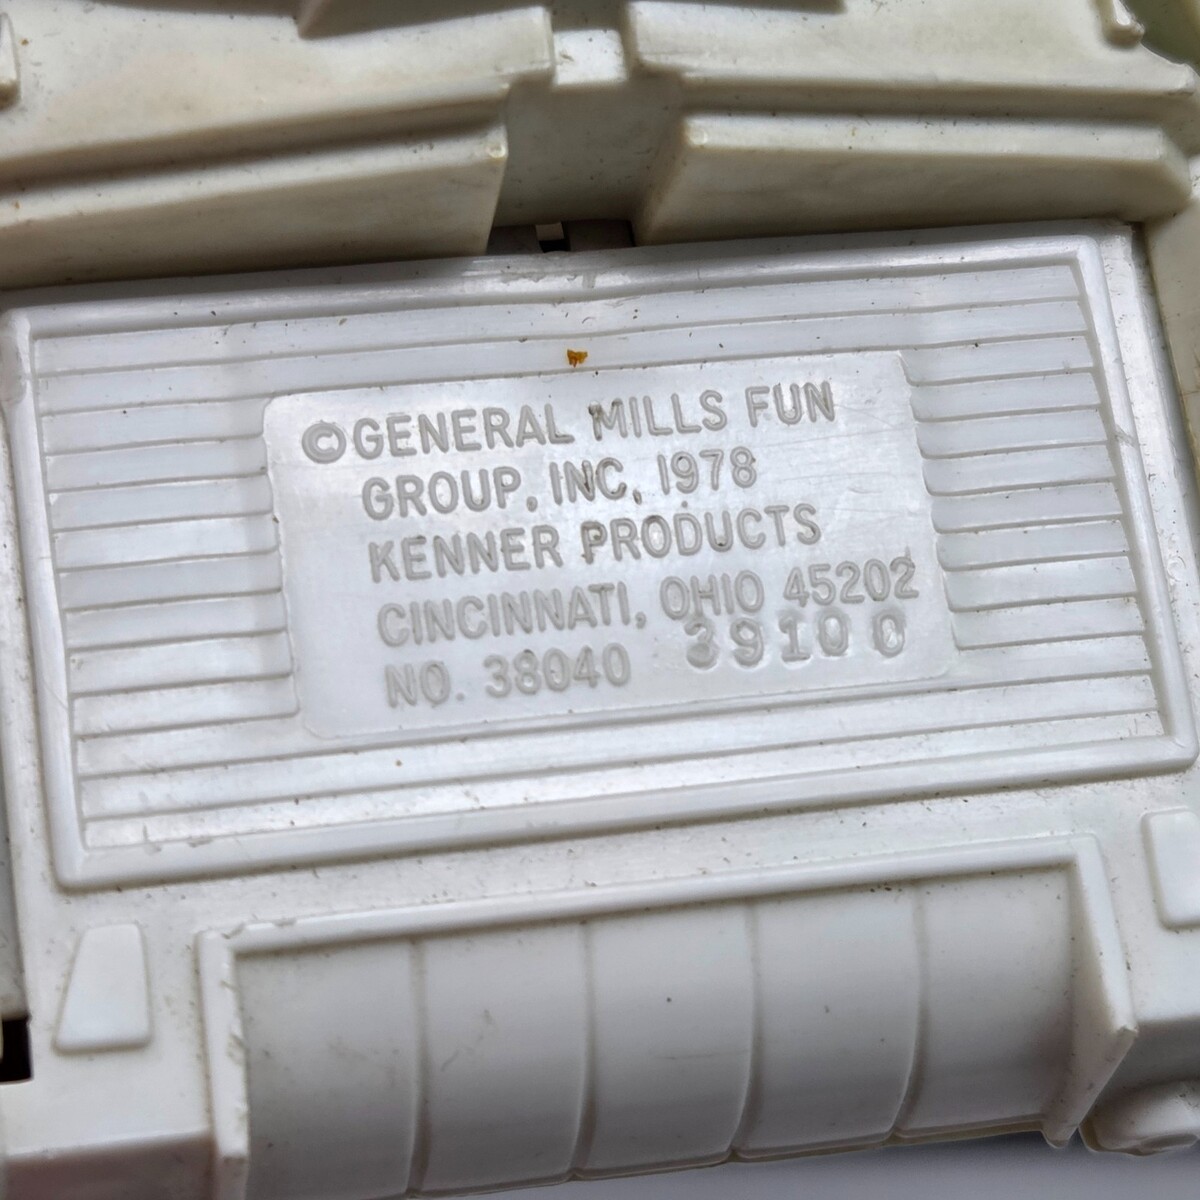 ©GENERAL MILLS FUN
GROUP, INC, 1978
KENNER PRODUCTS
CINCINNATI, OHIO 45202
NO. 38040 39100